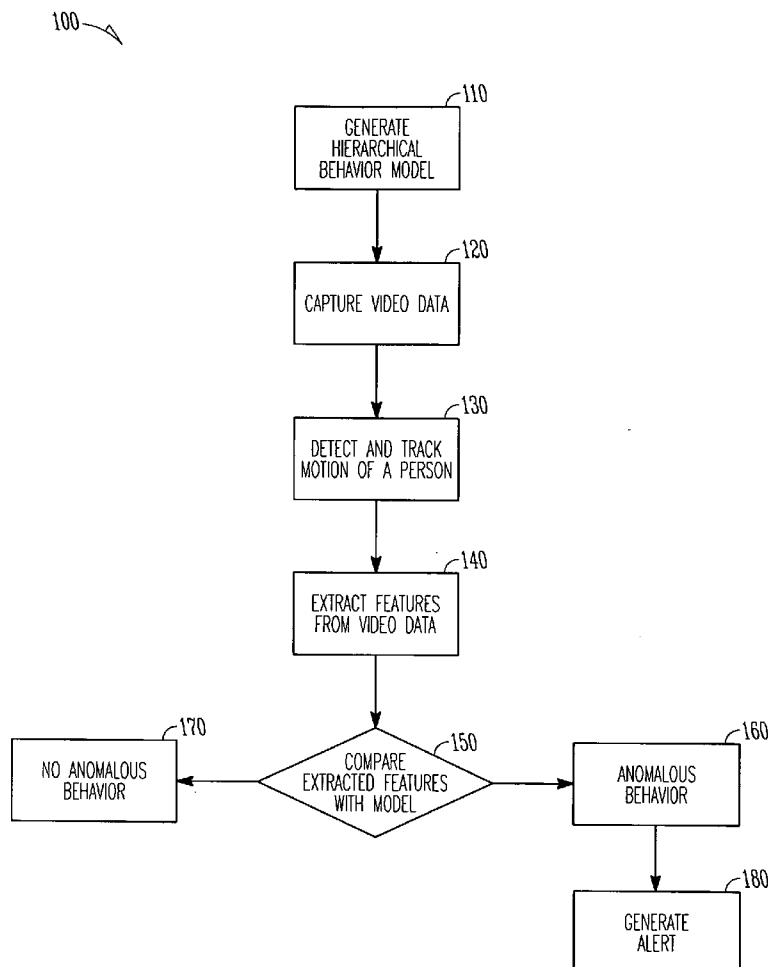 100
110
GENERATE
HIERARCHICAL
BEHAVIOR MODEL
120
CAPTURE VIDEO DATA
130
DETECT AND TRACK
MOTION OF A PERSON
140
EXTRACT FEATURES
FROM VIDEO DATA
170
NO ANOMALOUS
BEHAVIOR
150
COMPARE
EXTRACTED FEATURES
WITH MODEL
160
ANOMALOUS
BEHAVIOR
180
GENERATE
ALERT